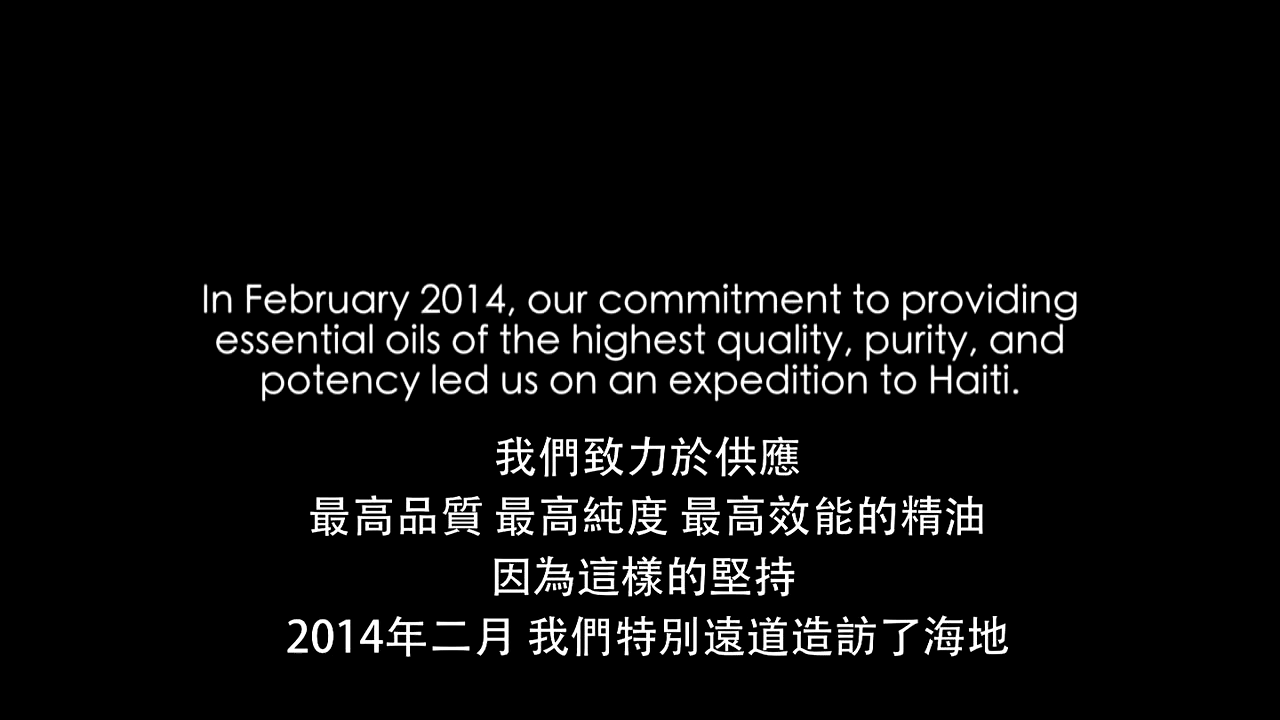 In February 2014, our commitment to providing
essential oils of the highest quality, purity, and
potency led us on an expedition to Haiti.
我們致力於供應
最高品質 最高純度 最高效能的精油
因為這樣的堅持
2014年二月 我們特別遠道造訪了海地